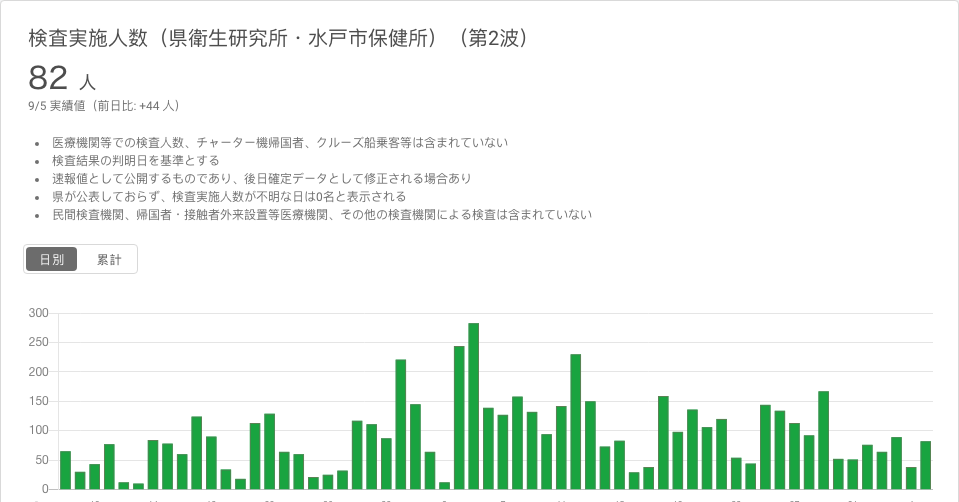 検査実施人数（県衛生研究所・水戸市保健所）（第2波）
82 人
9/5 実績値（前日比: +44 人）
医療機関等での検査人数、チャーター機帰国者、クルーズ船乗客等は含まれていない
検査結果の判明日を基準とする
速報値として公開するものであり、後日確定データとして修正される場合あり
県が公表しておらず、検査実施人数が不明な日は0名と表示される
民間検査機関、帰国者・接触者外来設置等医療機関、その他の検査機関による検査は含まれていない
日別 累計
300
250
200
150
100
50
0